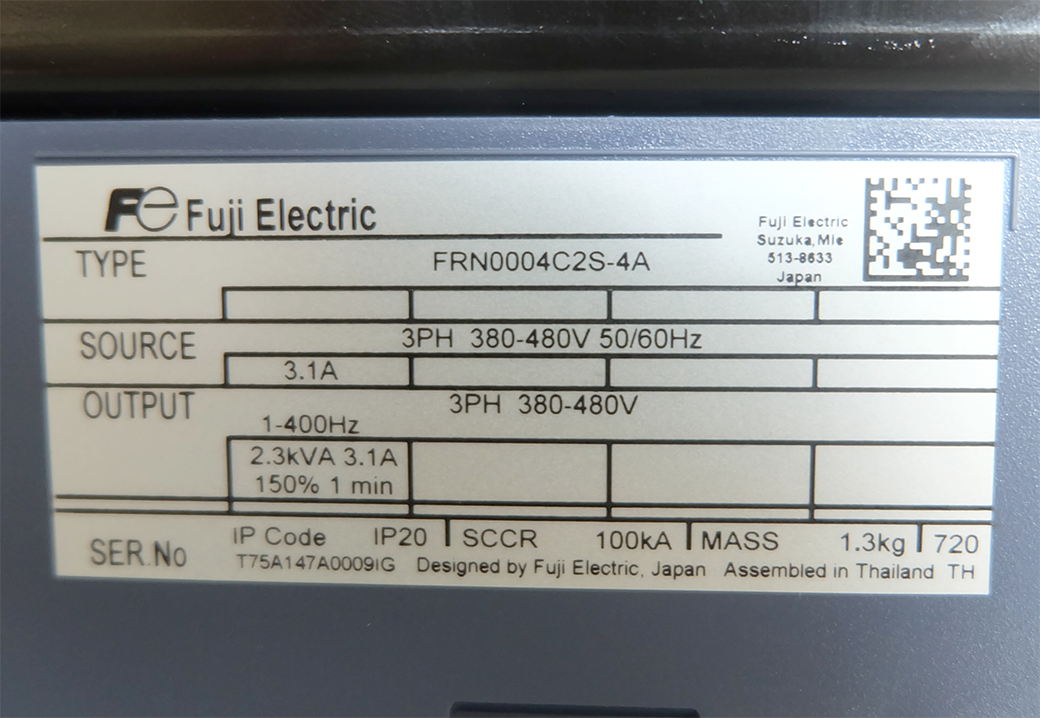 Fe Fuji Electric
Fuji Electric
Suzuka, Mie
513-8633
Japan
TYPE FRN0004C2S-4A
SOURCE 3PH 380-480V 50/60Hz
3.1A
OUTPUT 3PH 380-480V
1-400Hz
2.3kVA 3.1A
150% 1 min
IP Code IP20 SCCR 100kA MASS 1.3kg 720
SER.No T75A147A0009IG Designed by Fuji Electric, Japan Assembled in Thailand TH